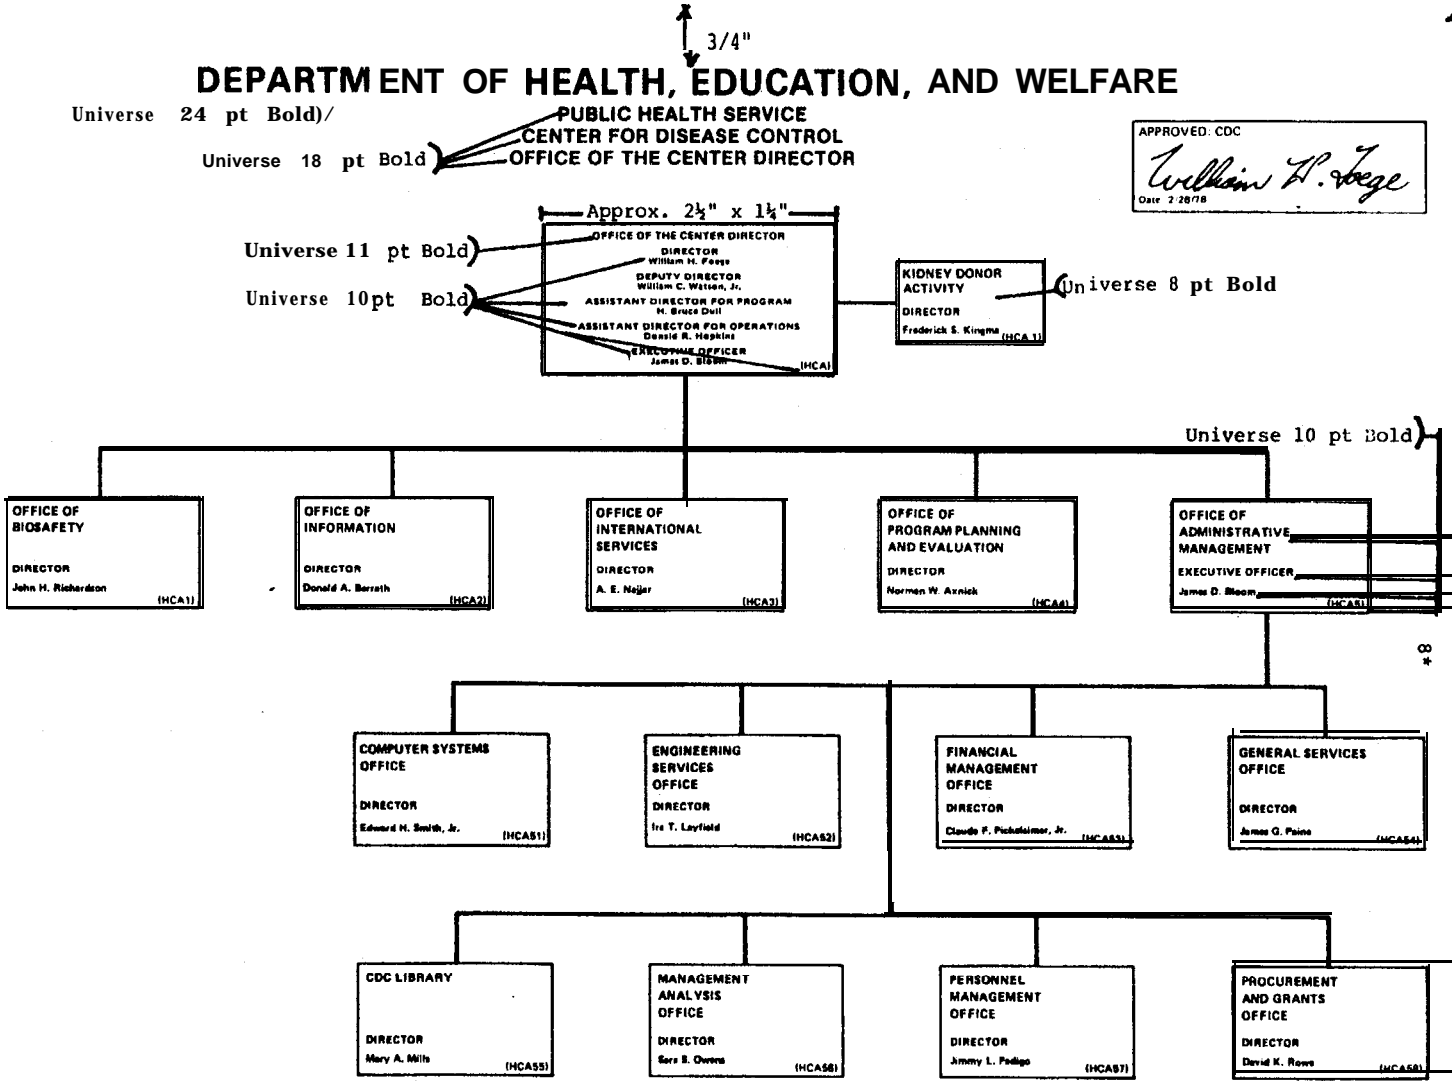 3/4"
DEPARTMENT OF HEALTH, EDUCATION, AND WELFARE
Universe 24 pt Bold)/
PUBLIC HEALTH SERVICE
CENTER FOR DISEASE CONTROL
Universe 18 pt Bold)
OFFICE OF THE CENTER DIRECTOR
APPROVED: CDC
William H. Foege
Date 2/28/78
Approx. 2½" x 1¼"
Universe 11 pt Bold)
OFFICE OF THE CENTER DIRECTOR
DIRECTOR
William H. Foege
DEPUTY DIRECTOR
William C. Watson, Jr.
Universe 10pt Bold)
ASSISTANT DIRECTOR FOR PROGRAM
H. Bruce Dull
ASSISTANT DIRECTOR FOR OPERATIONS
Donald R. Hopkins
EXECUTIVE OFFICER
James D. Bloom
(HCA)
KIDNEY DONOR
ACTIVITY
DIRECTOR
Frederick S. Kingma
(HCA 1)
(Universe 8 pt Bold
Universe 10 pt Bold)
OFFICE OF
BIOSAFETY
DIRECTOR
John H. Richardson
(HCA1)
OFFICE OF
INFORMATION
DIRECTOR
Donald A. Berreth
(HCA2)
OFFICE OF
INTERNATIONAL
SERVICES
DIRECTOR
A. E. Najjar
(HCA3)
OFFICE OF
PROGRAM PLANNING
AND EVALUATION
DIRECTOR
Norman W. Axnick
(HCA4)
OFFICE OF
ADMINISTRATIVE
MANAGEMENT
EXECUTIVE OFFICER
James D. Bloom
(HCA5)
8*
COMPUTER SYSTEMS
OFFICE
DIRECTOR
Edward H. Smith, Jr.
(HCA51)
ENGINEERING
SERVICES
OFFICE
DIRECTOR
Ira T. Layfield
(HCA52)
FINANCIAL
MANAGEMENT
OFFICE
DIRECTOR
Claude F. Pickelsimer, Jr.
(HCA53)
GENERAL SERVICES
OFFICE
DIRECTOR
James G. Paine
(HCA54)
CDC LIBRARY
DIRECTOR
Mary A. Mills
(HCA55)
MANAGEMENT
ANALYSIS
OFFICE
DIRECTOR
Sara B. Owens
(HCA56)
PERSONNEL
MANAGEMENT
OFFICE
DIRECTOR
Jimmy L. Padigo
(HCA57)
PROCUREMENT
AND GRANTS
OFFICE
DIRECTOR
David K. Rowe
(HCA58)